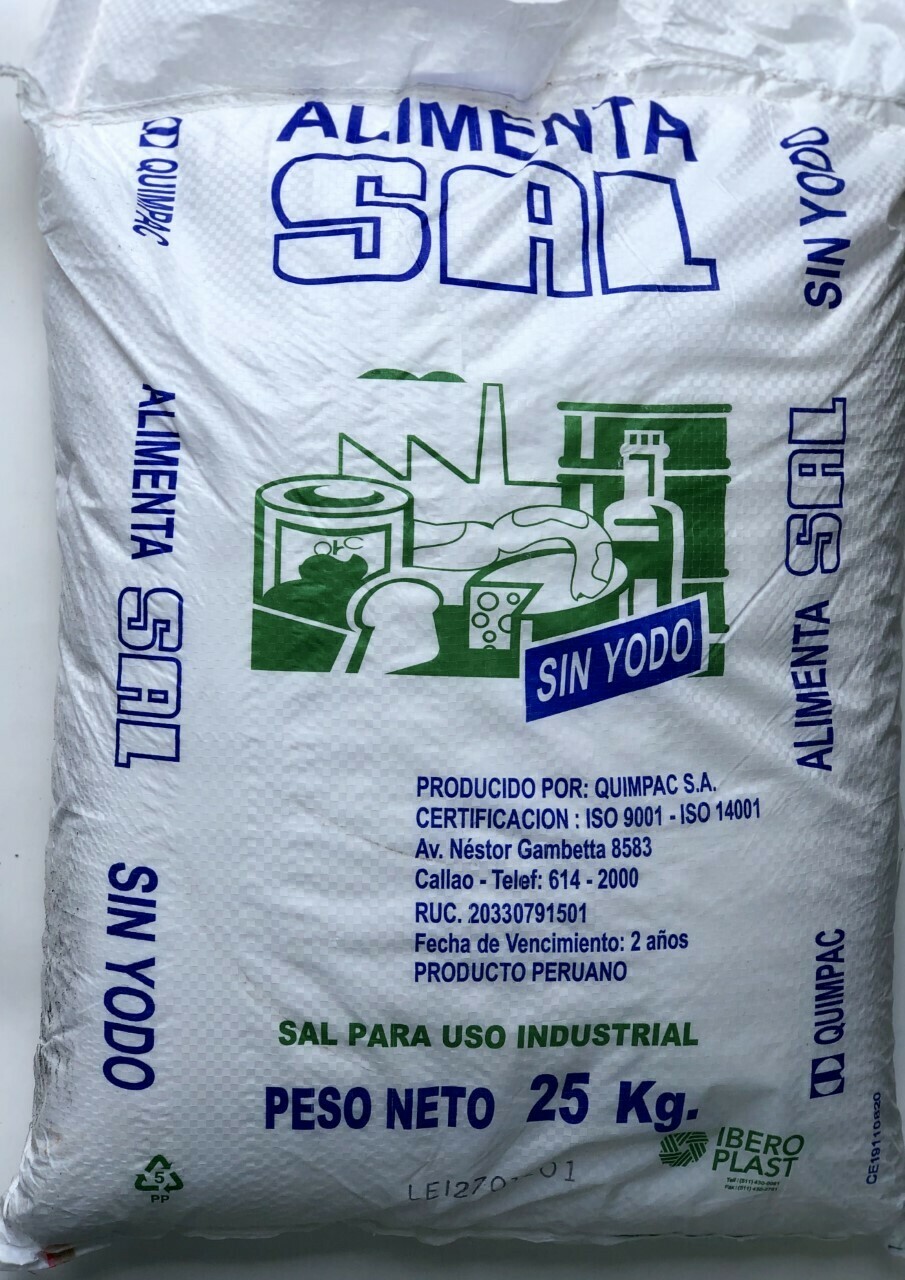 ALIMENTA
SAL
QUIMPAC
ALIMENTA SAL
SIN YODO
SIN YODO
ALIMENTA SAL
QUIMPAC
SIN YODO
PRODUCIDO POR: QUIMPAC S.A.
CERTIFICACION : ISO 9001 - ISO 14001
Av. Néstor Gambetta 8583
Callao - Telef: 614 - 2000
RUC. 20330791501
Fecha de Vencimiento: 2 años
PRODUCTO PERUANO
SAL PARA USO INDUSTRIAL
PESO NETO 25 Kg.
IBERO
PLAST
5
PP